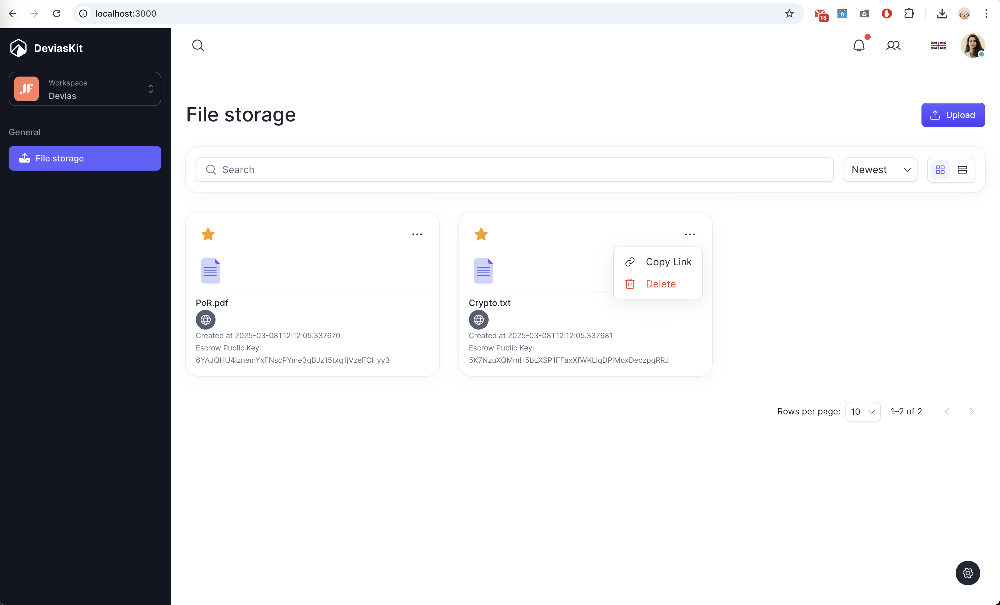 localhost:3000
15
8
DeviasKit
Workspace
Devias
General
File storage
File storage
Upload
Search
Newest
Copy Link
Delete
PoR.pdf
Created at 2025-03-08T12:12:05.337670
Escrow Public Key:
6YAJQHU4jznemYxFNscPYme3gBJz15txq1jVzeFCHyy3
Crypto.txt
Created at 2025-03-08T12:12:05.337681
Escrow Public Key:
5K7NzuXQMmH5bLXSP1FFaxXfWKLiqDPjMoxDeczpgRRJ
Rows per page: 10 1–2 of 2